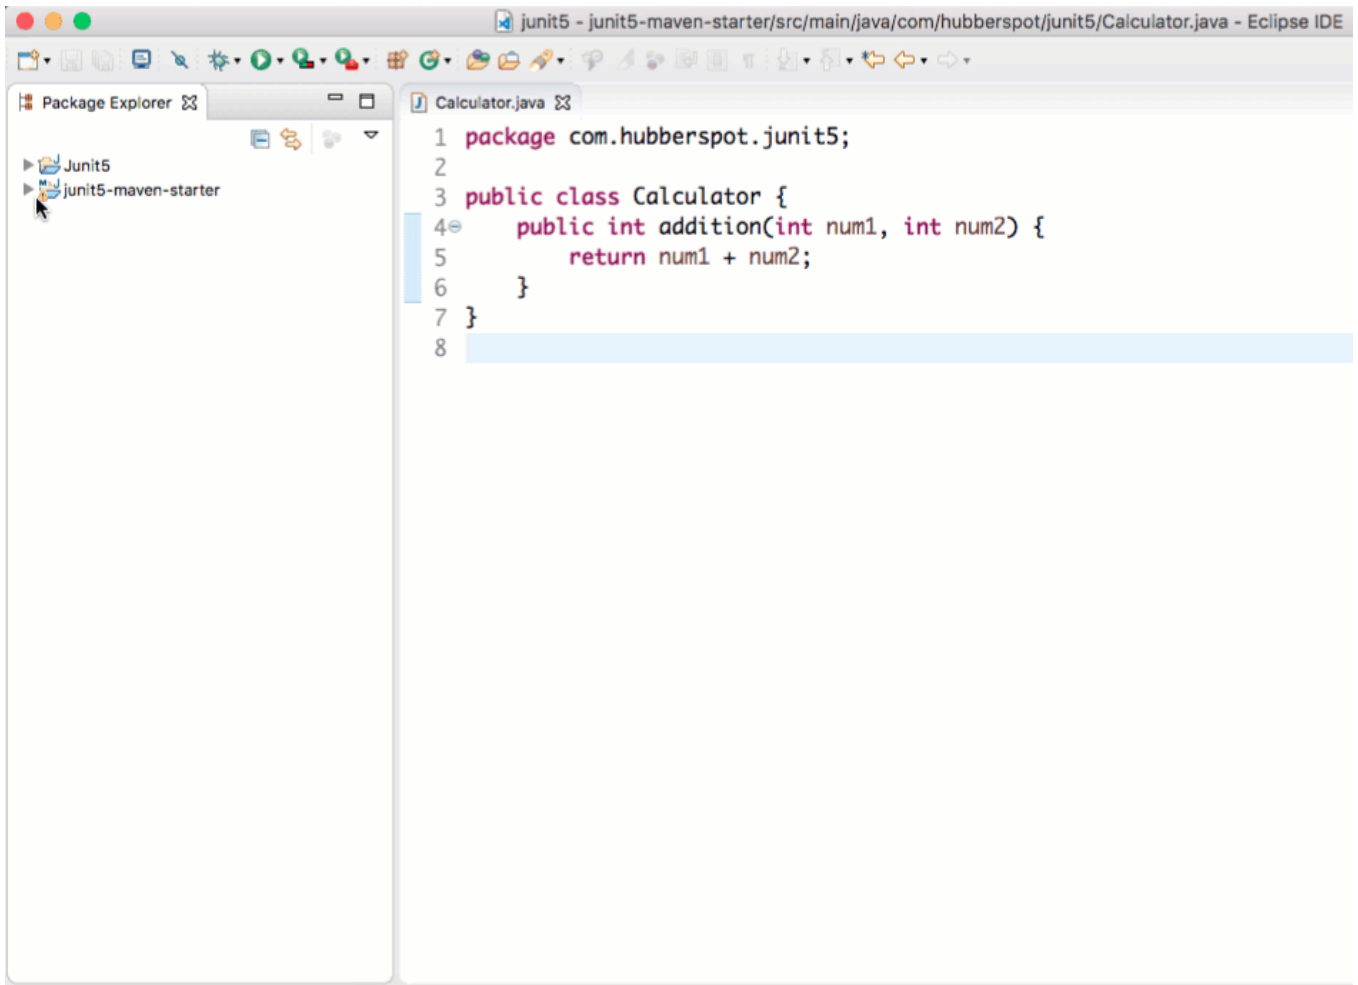 junit5 - junit5-maven-starter/src/main/java/com/hubberspot/junit5/Calculator.java - Eclipse IDE
Package Explorer
Junit5
junit5-maven-starter
Calculator.java
1 package com.hubberspot.junit5;
2
3 public class Calculator {
4 public int addition(int num1, int num2) {
5 return num1 + num2;
6 }
7 }
8